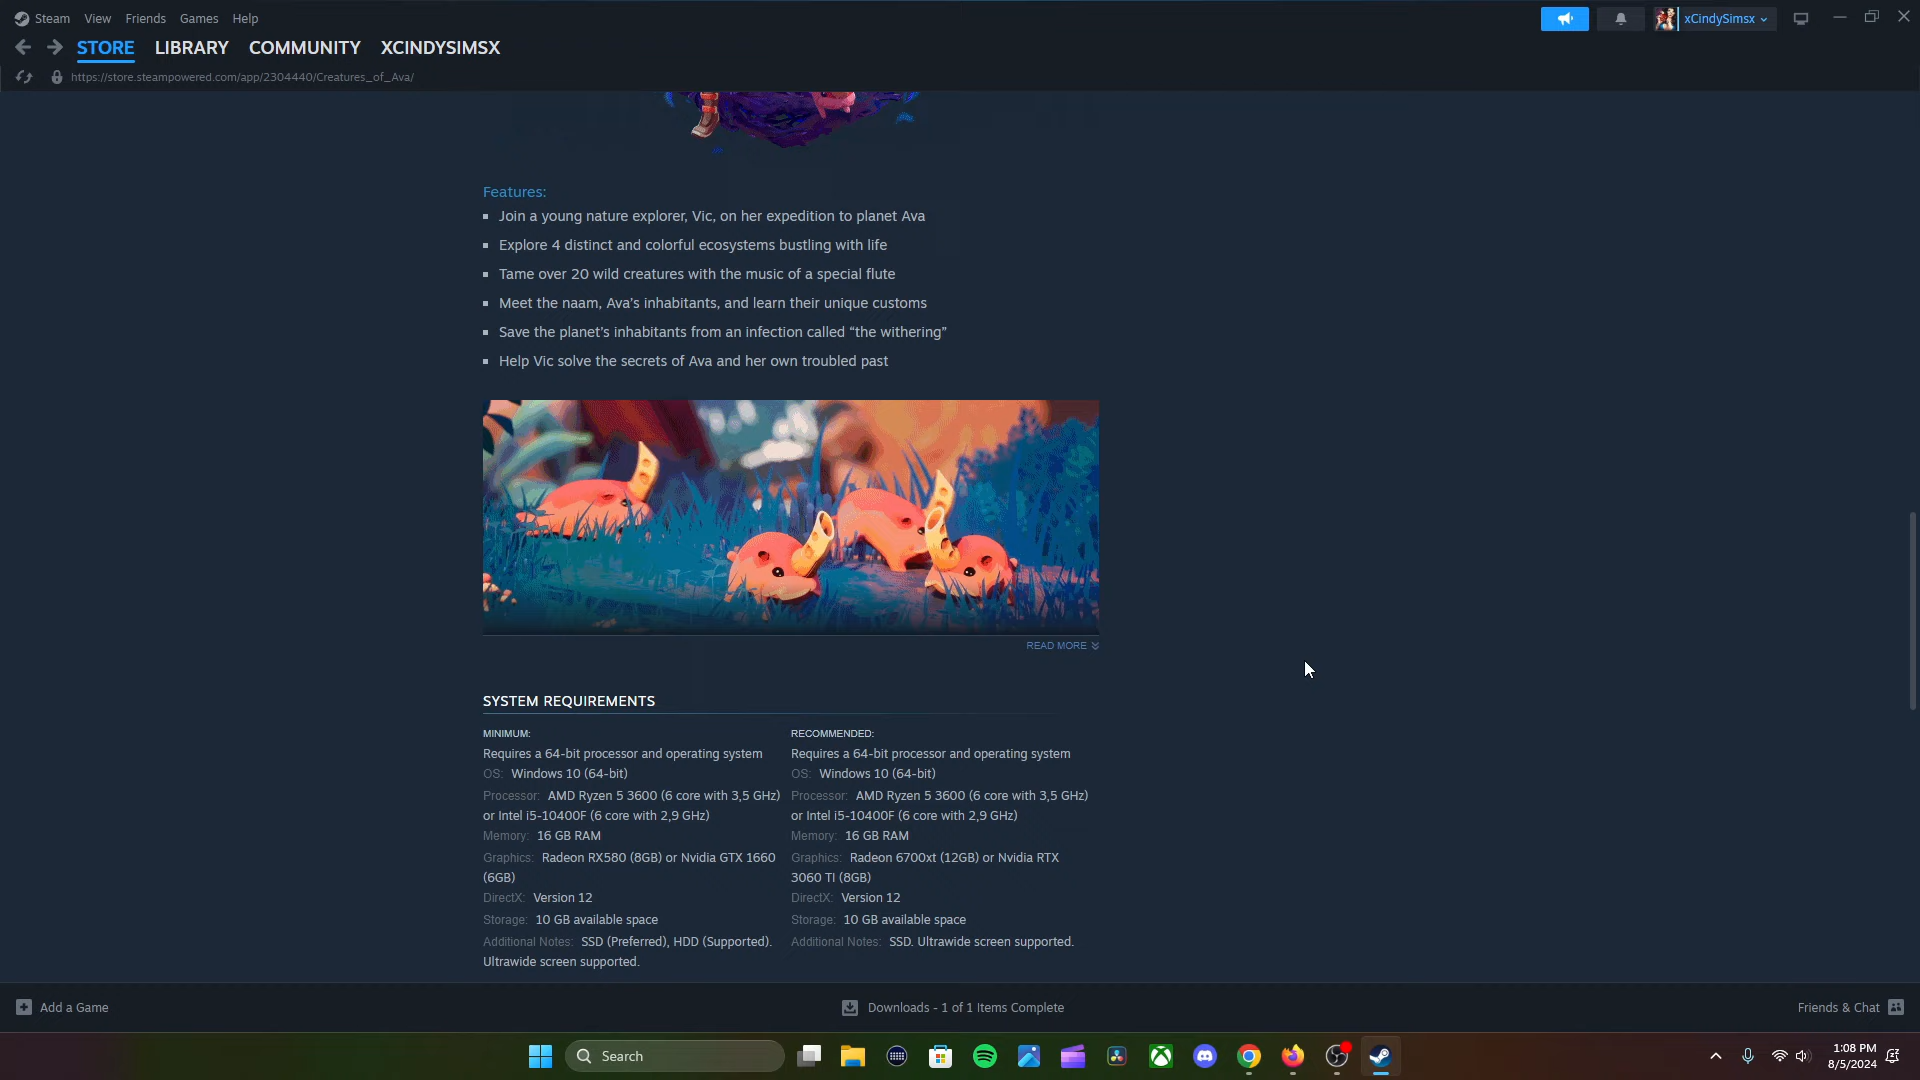 Steam View Friends Games Help
xCindySimsx
STORE LIBRARY COMMUNITY XCINDYSIMSX
https://store.steampowered.com/app/2304440/Creatures_of_Ava/
Features:
Join a young nature explorer, Vic, on her expedition to planet Ava
Explore 4 distinct and colorful ecosystems bustling with life
Tame over 20 wild creatures with the music of a special flute
Meet the naam, Ava's inhabitants, and learn their unique customs
Save the planet's inhabitants from an infection called “the withering”
Help Vic solve the secrets of Ava and her own troubled past
READ MORE
SYSTEM REQUIREMENTS
MINIMUM:
Requires a 64-bit processor and operating system
OS: Windows 10 (64-bit)
Processor: AMD Ryzen 5 3600 (6 core with 3,5 GHz)
or Intel i5-10400F (6 core with 2,9 GHz)
Memory: 16 GB RAM
Graphics: Radeon RX580 (8GB) or Nvidia GTX 1660
(6GB)
DirectX: Version 12
Storage: 10 GB available space
Additional Notes: SSD (Preferred), HDD (Supported).
Ultrawide screen supported.
RECOMMENDED:
Requires a 64-bit processor and operating system
OS: Windows 10 (64-bit)
Processor: AMD Ryzen 5 3600 (6 core with 3,5 GHz)
or Intel i5-10400F (6 core with 2,9 GHz)
Memory: 16 GB RAM
Graphics: Radeon 6700xt (12GB) or Nvidia RTX
3060 TI (8GB)
DirectX: Version 12
Storage: 10 GB available space
Additional Notes: SSD. Ultrawide screen supported.
Add a Game
Downloads - 1 of 1 Items Complete
Friends & Chat
Search
1:08 PM
8/5/2024